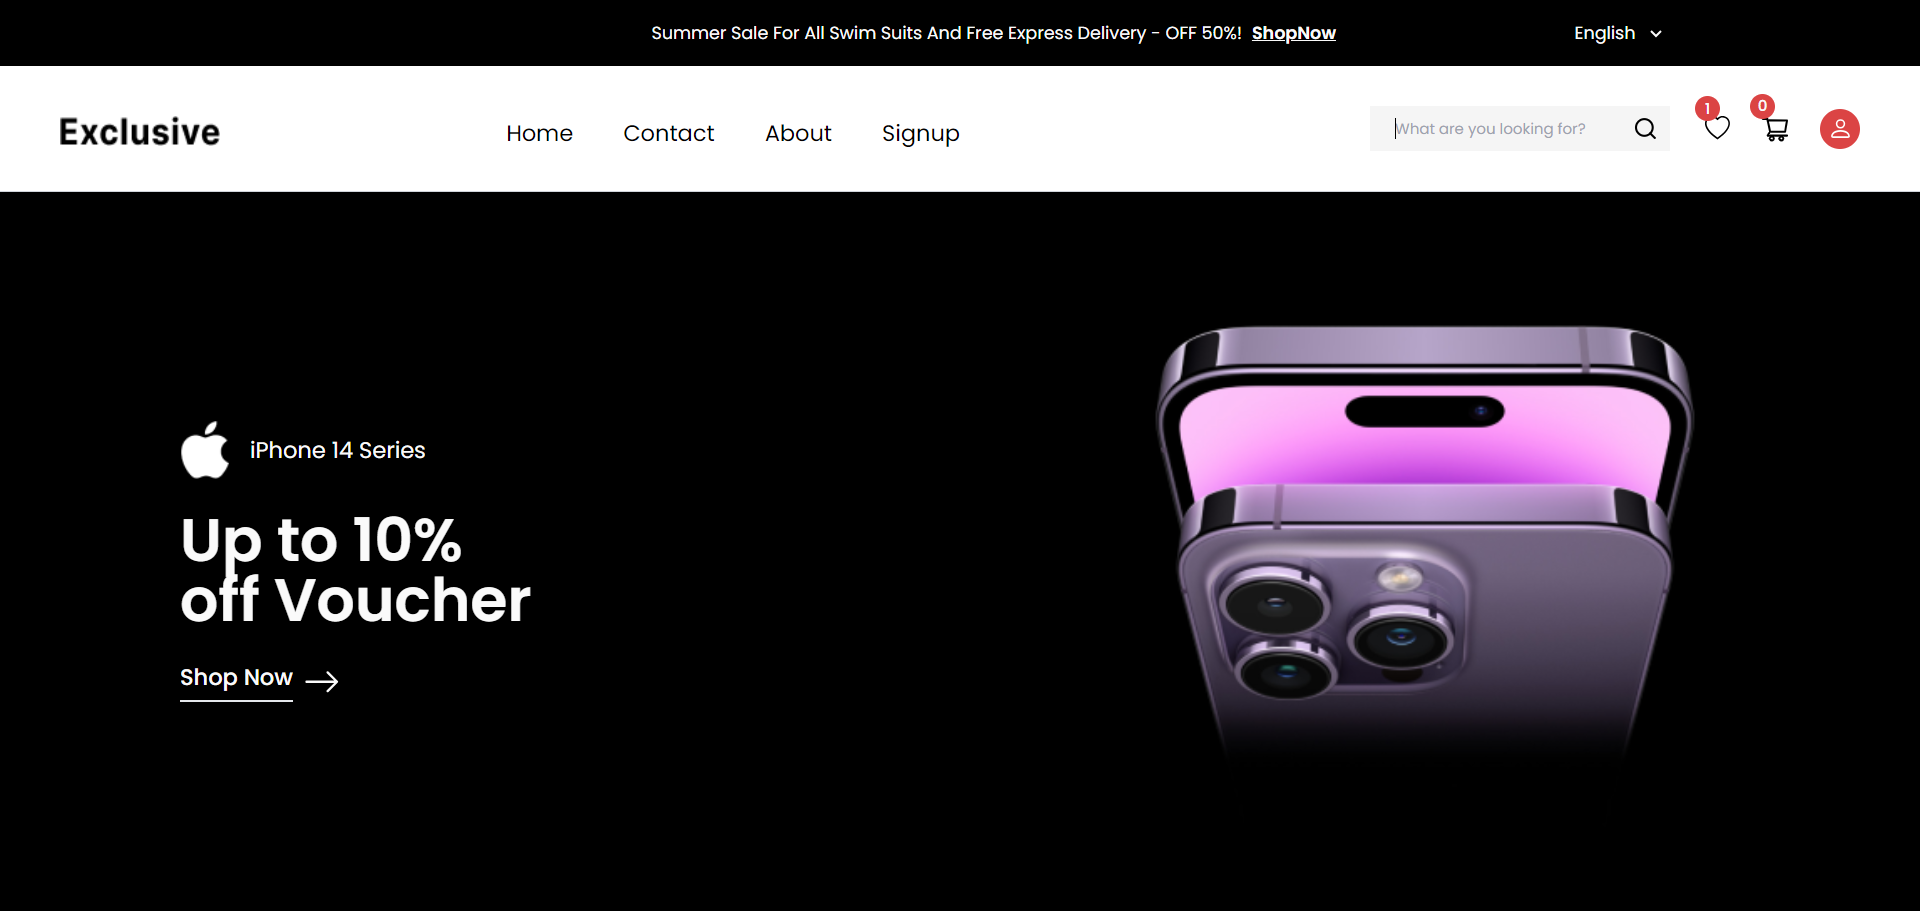 Summer Sale For All Swim Suits And Free Express Delivery - OFF 50%! ShopNow
English
Exclusive
Home
Contact
About
Signup
What are you looking for?
1
0
iPhone 14 Series
Up to 10%
off Voucher
Shop Now